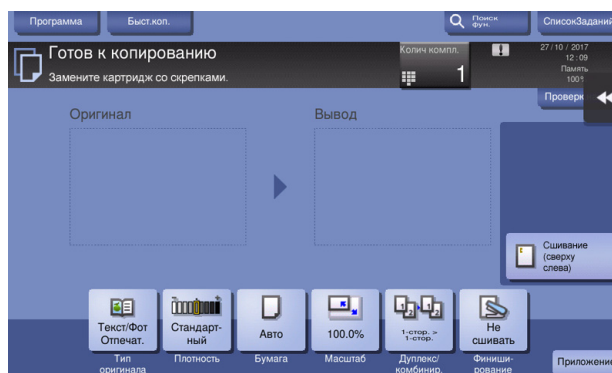 Программа
Быст.коп.
Поиск
фун.
СписокЗаданий
Готов к копированию
Замените картридж со скрепками.
Колич компл.
1
27/10 / 2017
12:09
Память
100%
Оригинал
Вывод
Сшивание
(сверху
слева)
Текст/Фот
Отпечат.
Стандарт-
ный
Авто
100.0%
1-стор. >
1-стор.
Не
сшивать
Тип
оригинала
Плотность
Бумага
Масштаб
Дуплекс/
комбинир.
Финиши-
рование